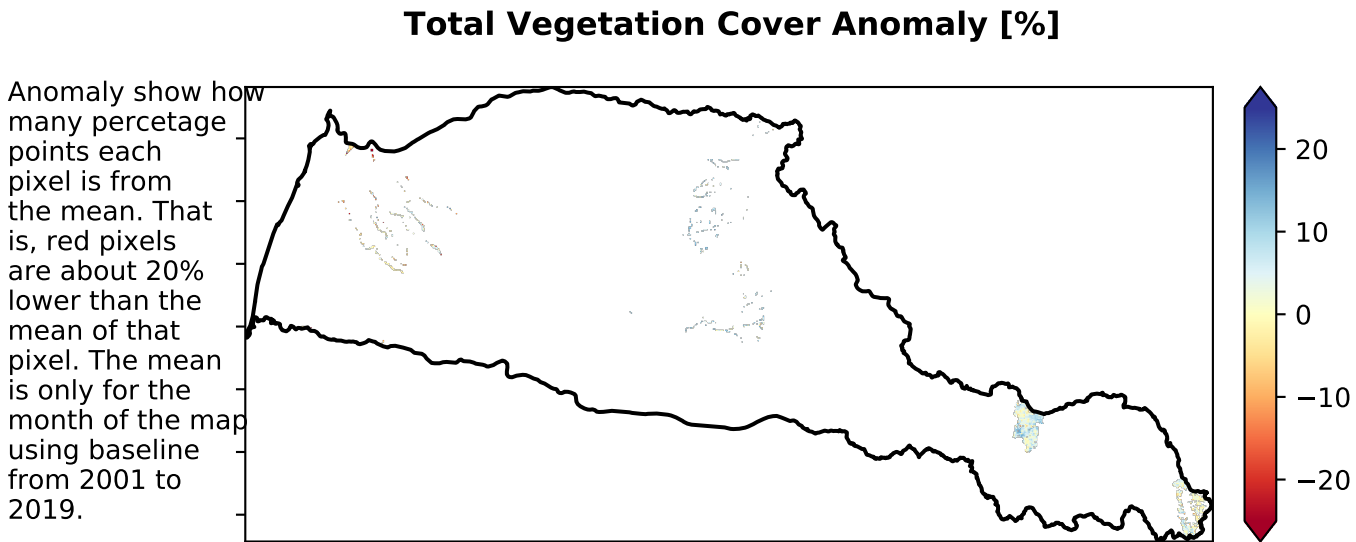 Total Vegetation Cover Anomaly [%]
Anomaly show how
many percetage
points each
pixel is from
the mean. That
is, red pixels
are about 20%
lower than the
mean of that
pixel. The mean
is only for the
month of the map
using baseline
from 2001 to
2019.
20
10
0
−10
−20